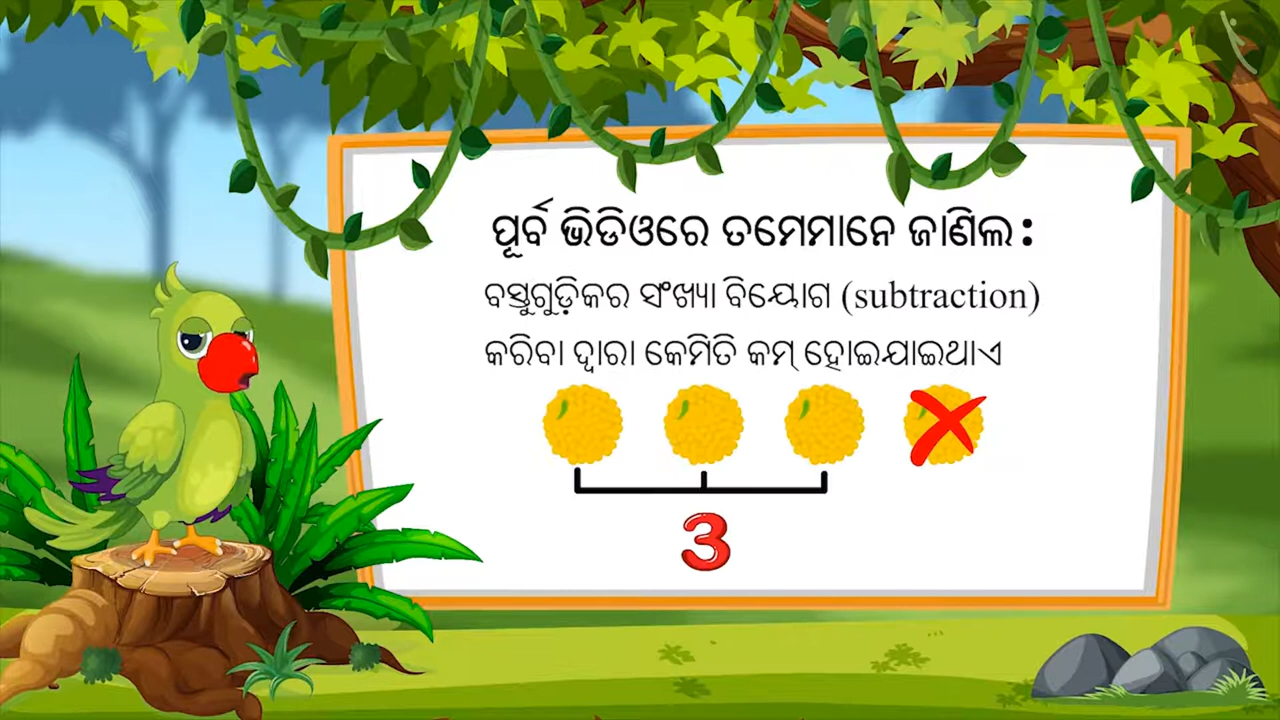 ପୂର୍ବ ଭିଡିଓରେ ତମେମାନେ ଜାଣିଲ :
ବସ୍ତୁଗୁଡ଼ିକର ସଂଖ୍ୟା ବିୟୋଗ (subtraction)
କରିବା ଦ୍ୱାରା କେମିତି କମ୍ ହୋଇଯାଇଥାଏ
3